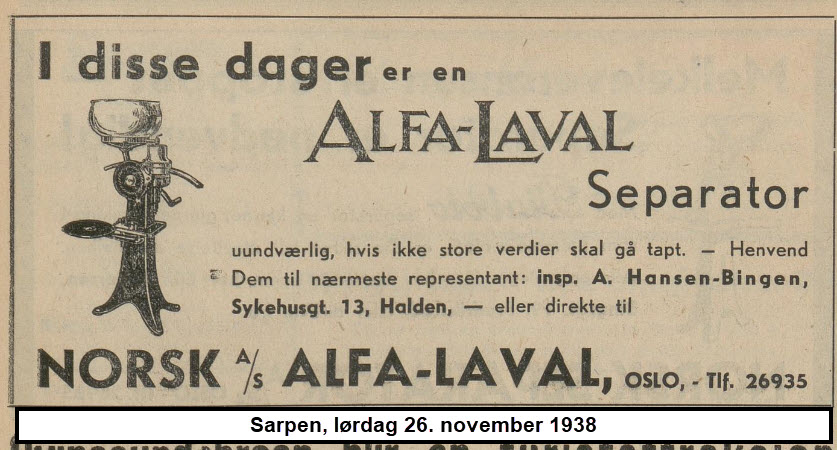 I disse dager er en
ALFA-LAVAL
Separator
uundværlig, hvis ikke store verdier skal gå tapt. — Henvend
Dem til nærmeste representant: insp. A. Hansen-Bingen,
Sykehusgt. 13, Halden, — eller direkte til
NORSK A/S ALFA-LAVAL, OSLO, - Tlf. 26935
Sarpen, lørdag 26. november 1938